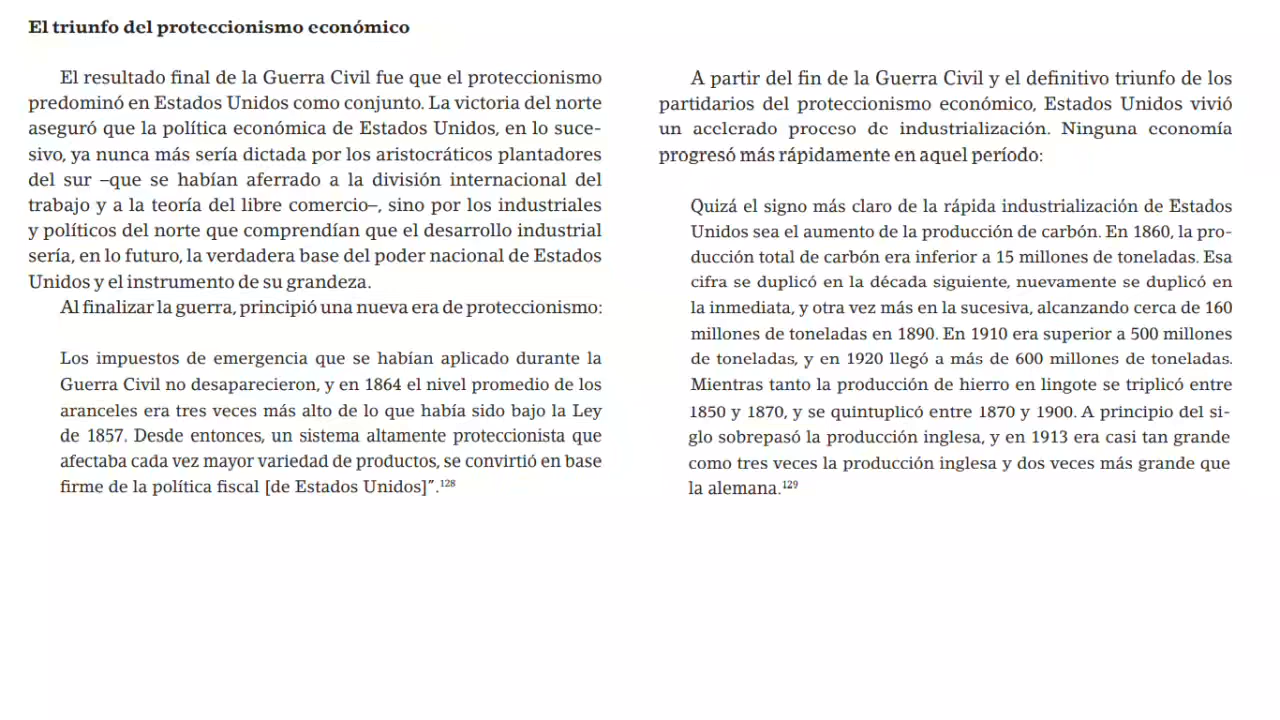 El triunfo del proteccionismo económico
El resultado final de la Guerra Civil fue que el proteccionismo
predominó en Estados Unidos como conjunto. La victoria del norte
aseguró que la política económica de Estados Unidos, en lo suce-
sivo, ya nunca más sería dictada por los aristocráticos plantadores
del sur –que se habían aferrado a la división internacional del
trabajo y a la teoría del libre comercio–, sino por los industriales
y políticos del norte que comprendían que el desarrollo industrial
sería, en lo futuro, la verdadera base del poder nacional de Estados
Unidos y el instrumento de su grandeza.
Al finalizar la guerra, principió una nueva era de proteccionismo:
Los impuestos de emergencia que se habían aplicado durante la
Guerra Civil no desaparecieron, y en 1864 el nivel promedio de los
aranceles era tres veces más alto de lo que había sido bajo la Ley
de 1857. Desde entonces, un sistema altamente proteccionista que
afectaba cada vez mayor variedad de productos, se convirtió en base
firme de la política fiscal [de Estados Unidos]”.128
A partir del fin de la Guerra Civil y el definitivo triunfo de los
partidarios del proteccionismo económico, Estados Unidos vivió
un acelerado proceso de industrialización. Ninguna economía
progresó más rápidamente en aquel período:
Quizá el signo más claro de la rápida industrialización de Estados
Unidos sea el aumento de la producción de carbón. En 1860, la pro-
ducción total de carbón era inferior a 15 millones de toneladas. Esa
cifra se duplicó en la década siguiente, nuevamente se duplicó en
la inmediata, y otra vez más en la sucesiva, alcanzando cerca de 160
millones de toneladas en 1890. En 1910 era superior a 500 millones
de toneladas, y en 1920 llegó a más de 600 millones de toneladas.
Mientras tanto la producción de hierro en lingote se triplicó entre
1850 y 1870, y se quintuplicó entre 1870 y 1900. A principio del si-
glo sobrepasó la producción inglesa, y en 1913 era casi tan grande
como tres veces la producción inglesa y dos veces más grande que
la alemana.129